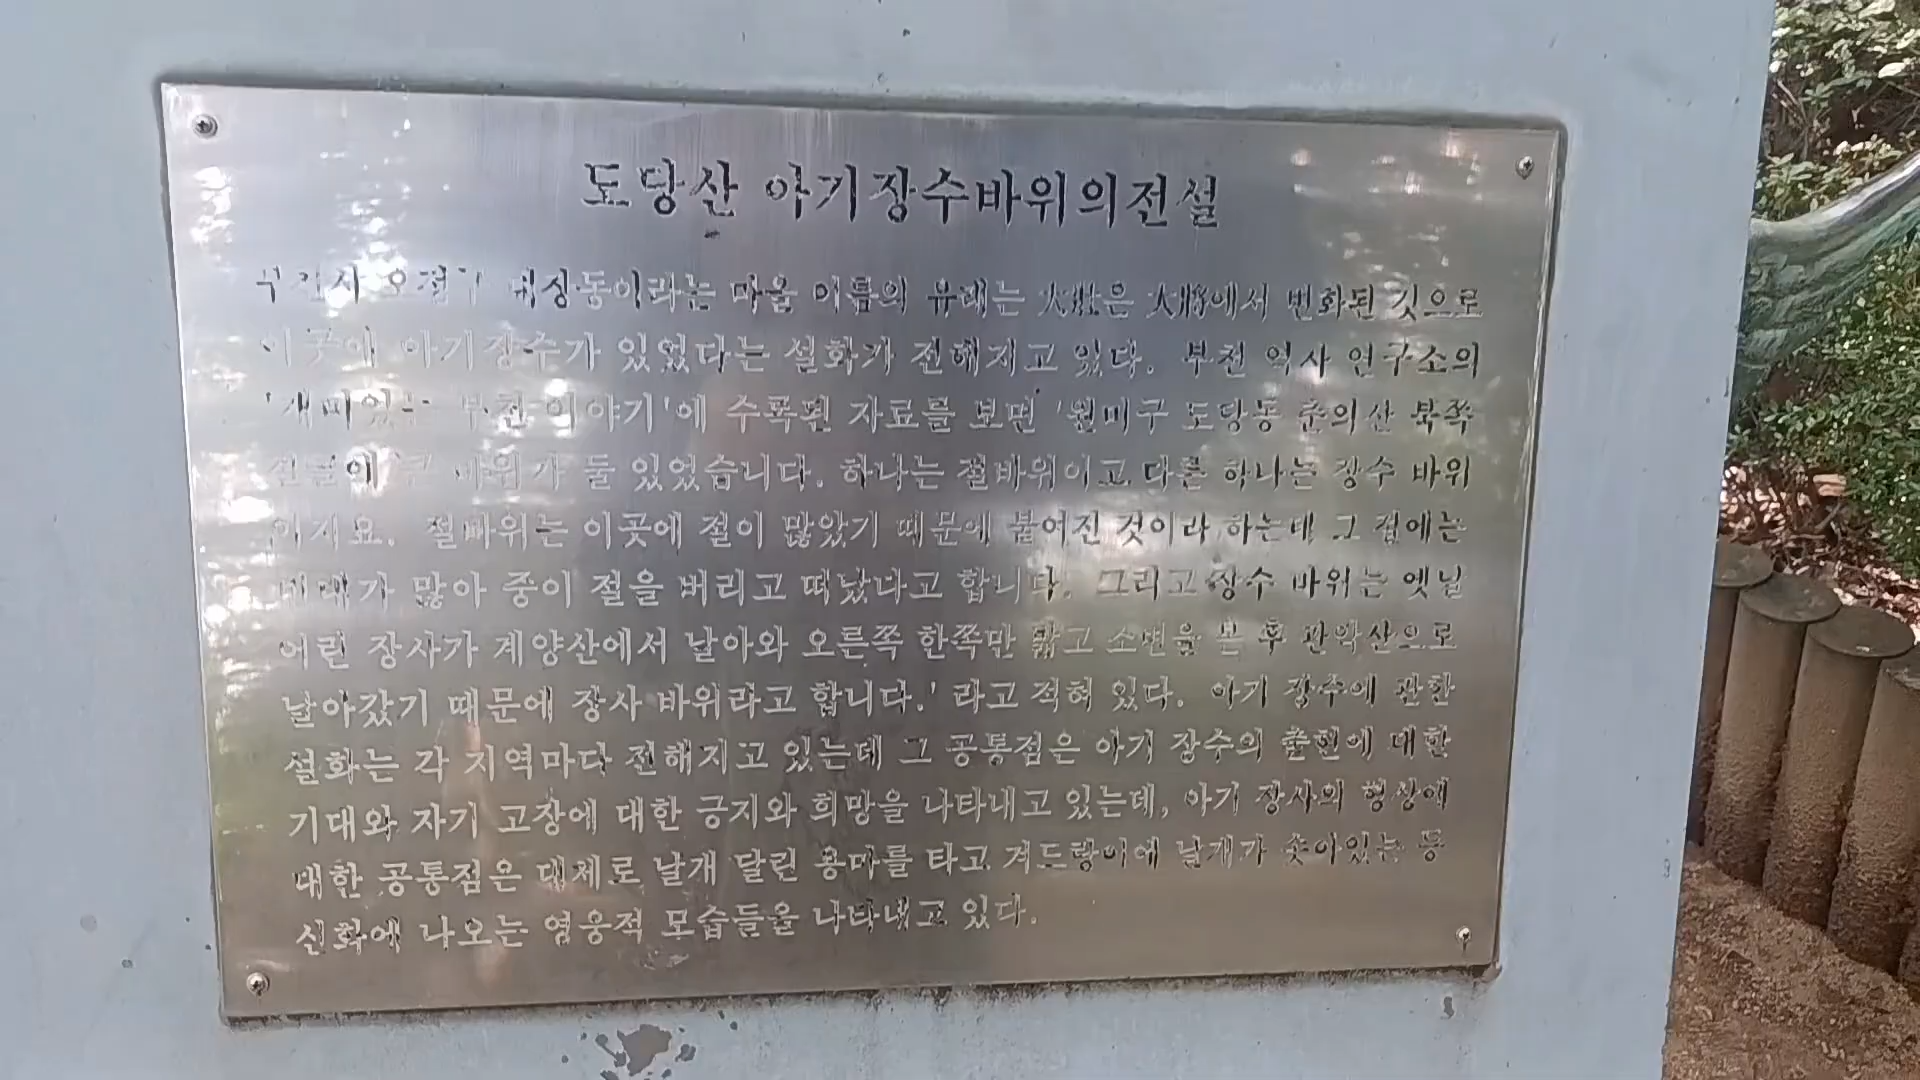 도당산 아기장수바위의전설
부천시 오정구 대장동이라는 마을 이름의 유래는 大壯은 大將에서 변화된 것으로
이곳에 아기장수가 있었다는 설화가 전해지고 있다. 부천 역사 연구소의
'재미있는 부천 이야기'에 수록된 자료를 보면 '원미구 도당동 춘의산 북쪽
큰 바위가 둘 있었습니다. 하나는 절바위이고 다른 하나는 장수 바위
이지요. 절바위는 이곳에 절이 많았기 때문에 붙여진 것이라 하는데 그 절에는
빈대가 많아 중이 절을 버리고 떠났다고 합니다. 그리고 장수 바위는 옛날
어린 장사가 계양산에서 날아와 오른쪽 한쪽만 밟고 소변을 본 후 관악산으로
날아갔기 때문에 장사 바위라고 합니다.' 라고 적혀 있다. 아기 장수에 관한
설화는 각 지역마다 전해지고 있는데 그 공통점은 아기 장수의 출현에 대한
기대와 자기 고장에 대한 긍지와 희망을 나타내고 있는데, 아기 장사의 형상에
대한 공통점은 대체로 날개 달린 용마를 타고 겨드랑이에 날개가 솟아있는 등
신화에 나오는 영웅적 모습들을 나타내고 있다.